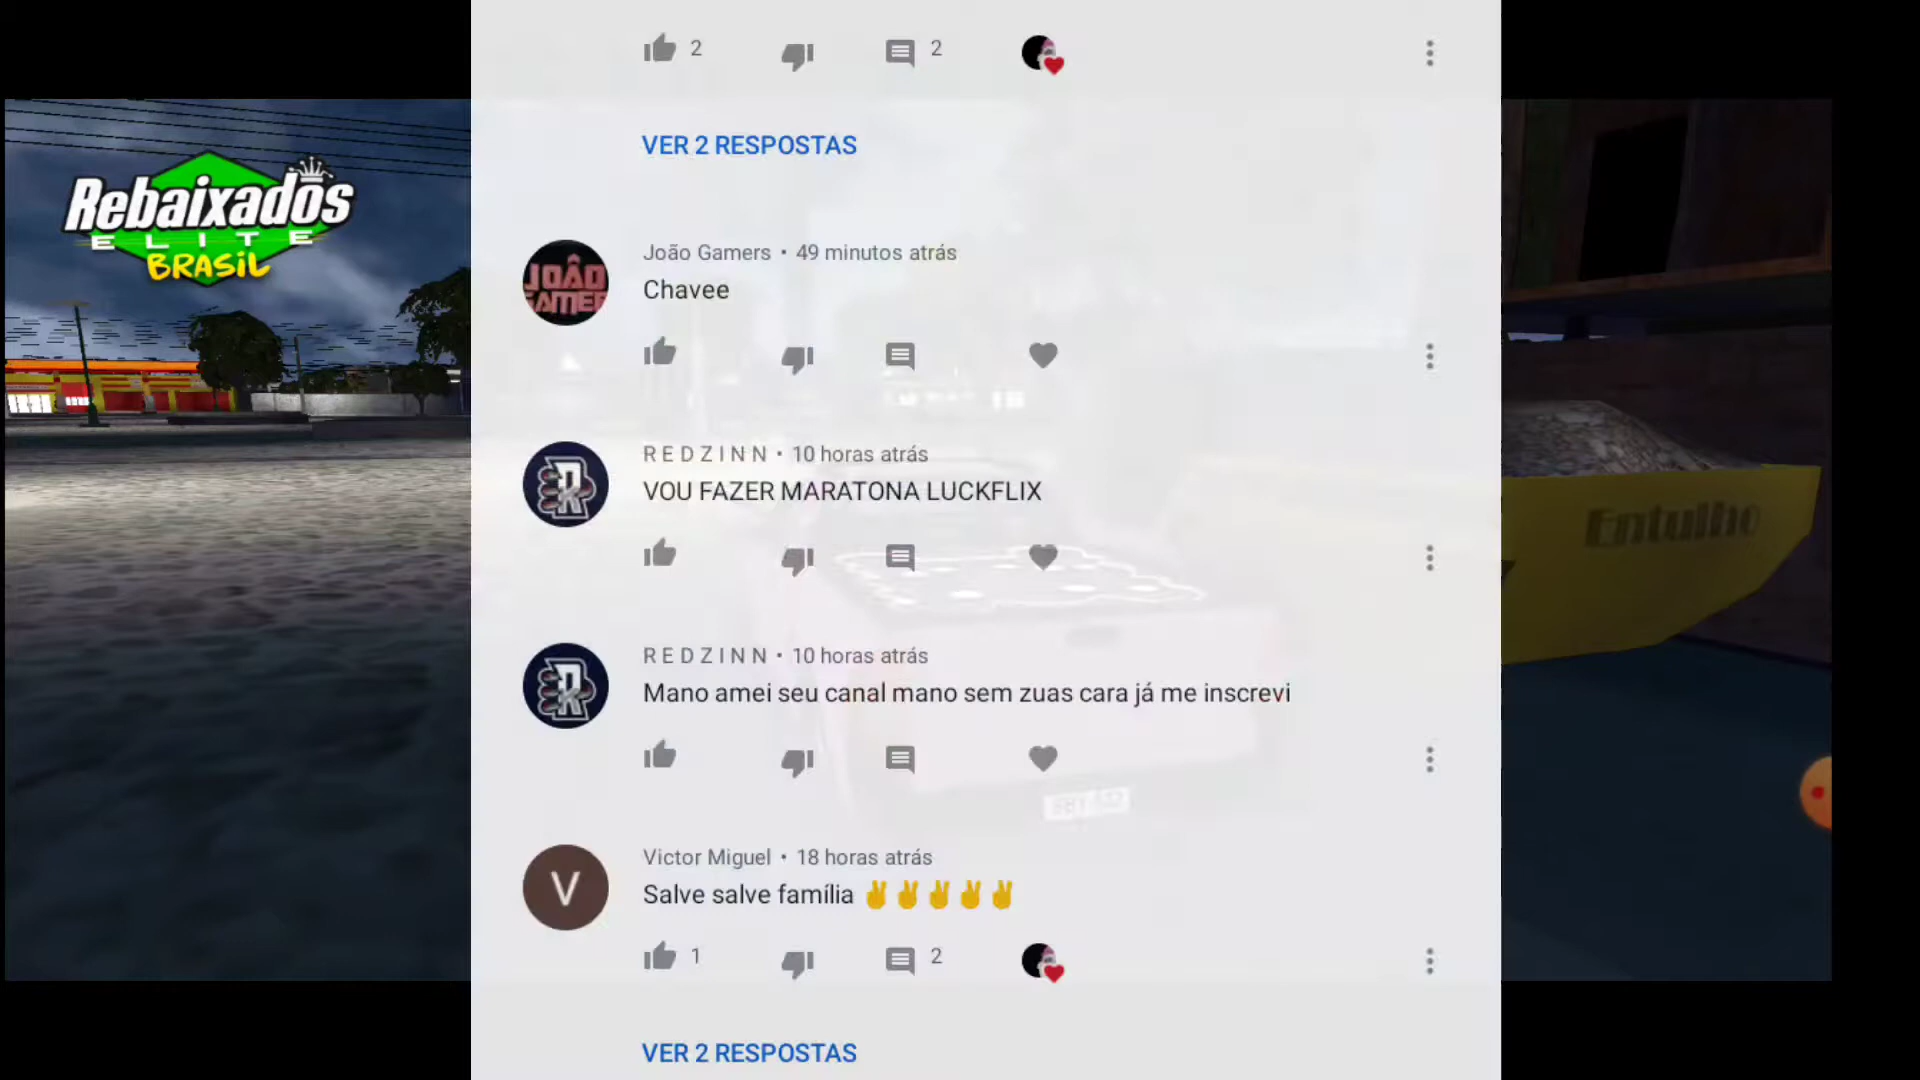 2
2
VER 2 RESPOSTAS
Rebaixados
ELITE
BRASIL
João Gamers • 49 minutos atrás
Chavee
JOÃO
GAMER
R E D Z I N N • 10 horas atrás
VOU FAZER MARATONA LUCKFLIX
R
Entulho
R E D Z I N N • 10 horas atrás
Mano amei seu canal mano sem zuas cara já me inscrevi
R
V
Victor Miguel • 18 horas atrás
Salve salve família ✌✌✌✌✌
1
2
VER 2 RESPOSTAS